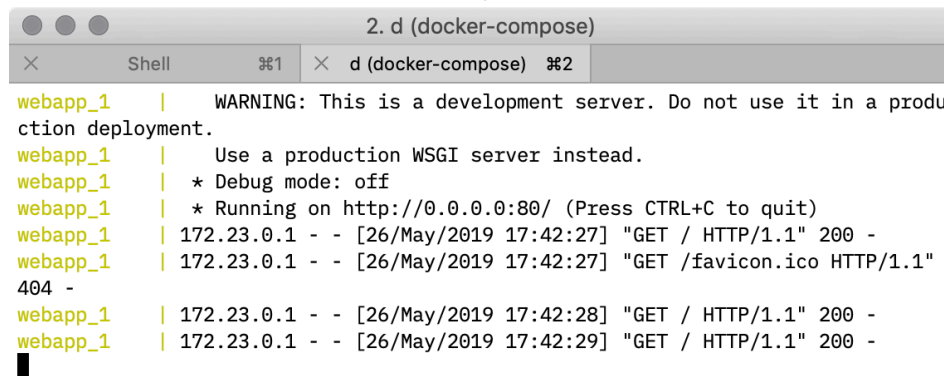 2. d (docker-compose)
Shell ⌘1 d (docker-compose) ⌘2
webapp_1 | WARNING: This is a development server. Do not use it in a produ
ction deployment.
webapp_1 | Use a production WSGI server instead.
webapp_1 | * Debug mode: off
webapp_1 | * Running on http://0.0.0.0:80/ (Press CTRL+C to quit)
webapp_1 | 172.23.0.1 - - [26/May/2019 17:42:27] "GET / HTTP/1.1" 200 -
webapp_1 | 172.23.0.1 - - [26/May/2019 17:42:27] "GET /favicon.ico HTTP/1.1"
404 -
webapp_1 | 172.23.0.1 - - [26/May/2019 17:42:28] "GET / HTTP/1.1" 200 -
webapp_1 | 172.23.0.1 - - [26/May/2019 17:42:29] "GET / HTTP/1.1" 200 -